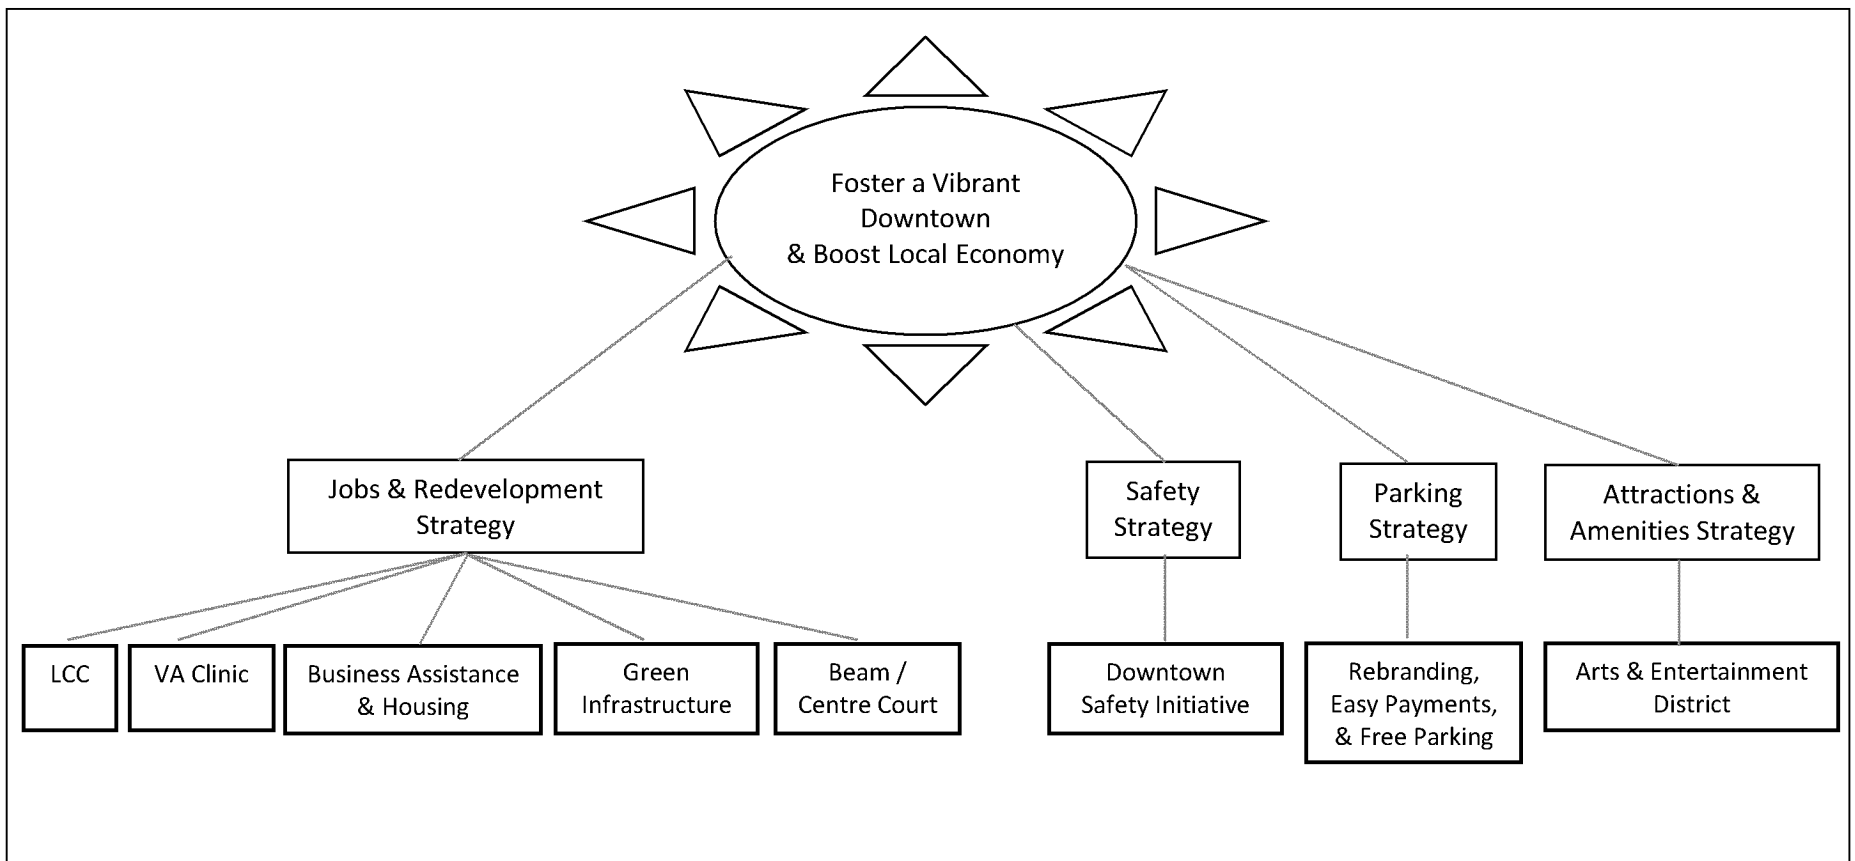 Foster a Vibrant
Downtown
& Boost Local Economy
Jobs & Redevelopment
Strategy
Safety
Strategy
Parking
Strategy
Attractions &
Amenities Strategy
LCC
VA Clinic
Business Assistance
& Housing
Green
Infrastructure
Beam /
Centre Court
Downtown
Safety Initiative
Rebranding,
Easy Payments,
& Free Parking
Arts & Entertainment
District